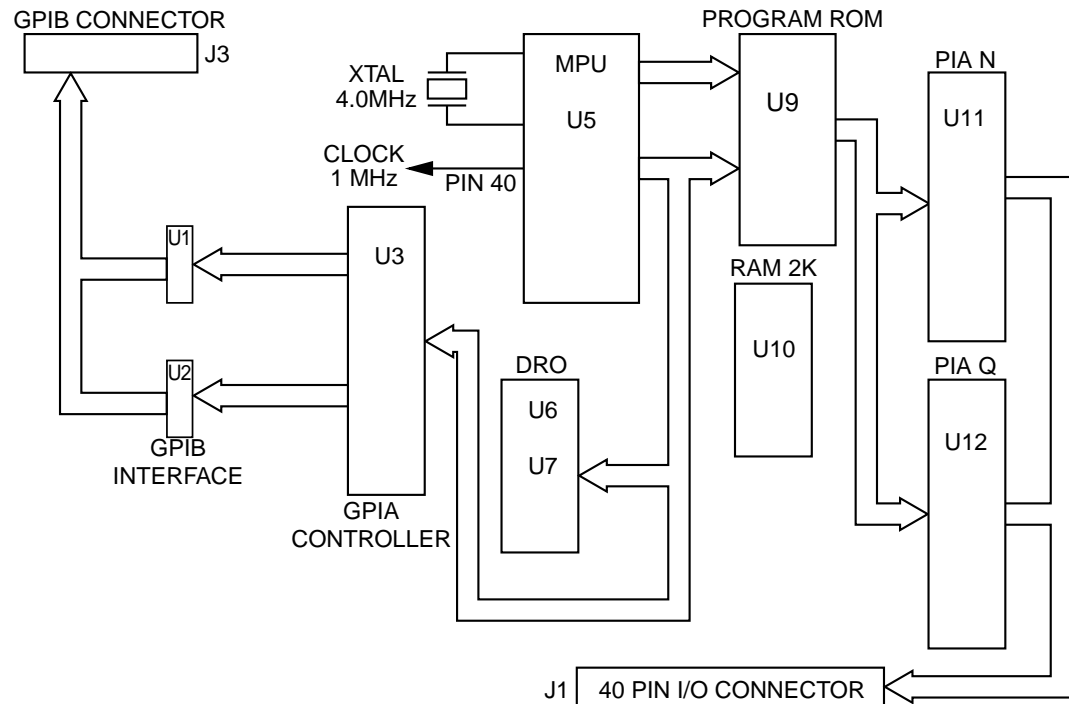 GPIB CONNECTOR
J3
XTAL
4.0MHz
CLOCK
1 MHz
PIN 40
MPU
U5
PROGRAM ROM
U9
PIA N
U11
U1
U3
RAM 2K
U10
U2
GPIB
INTERFACE
GPIA
CONTROLLER
DRO
U6
U7
PIA Q
U12
J1
40 PIN I/O CONNECTOR